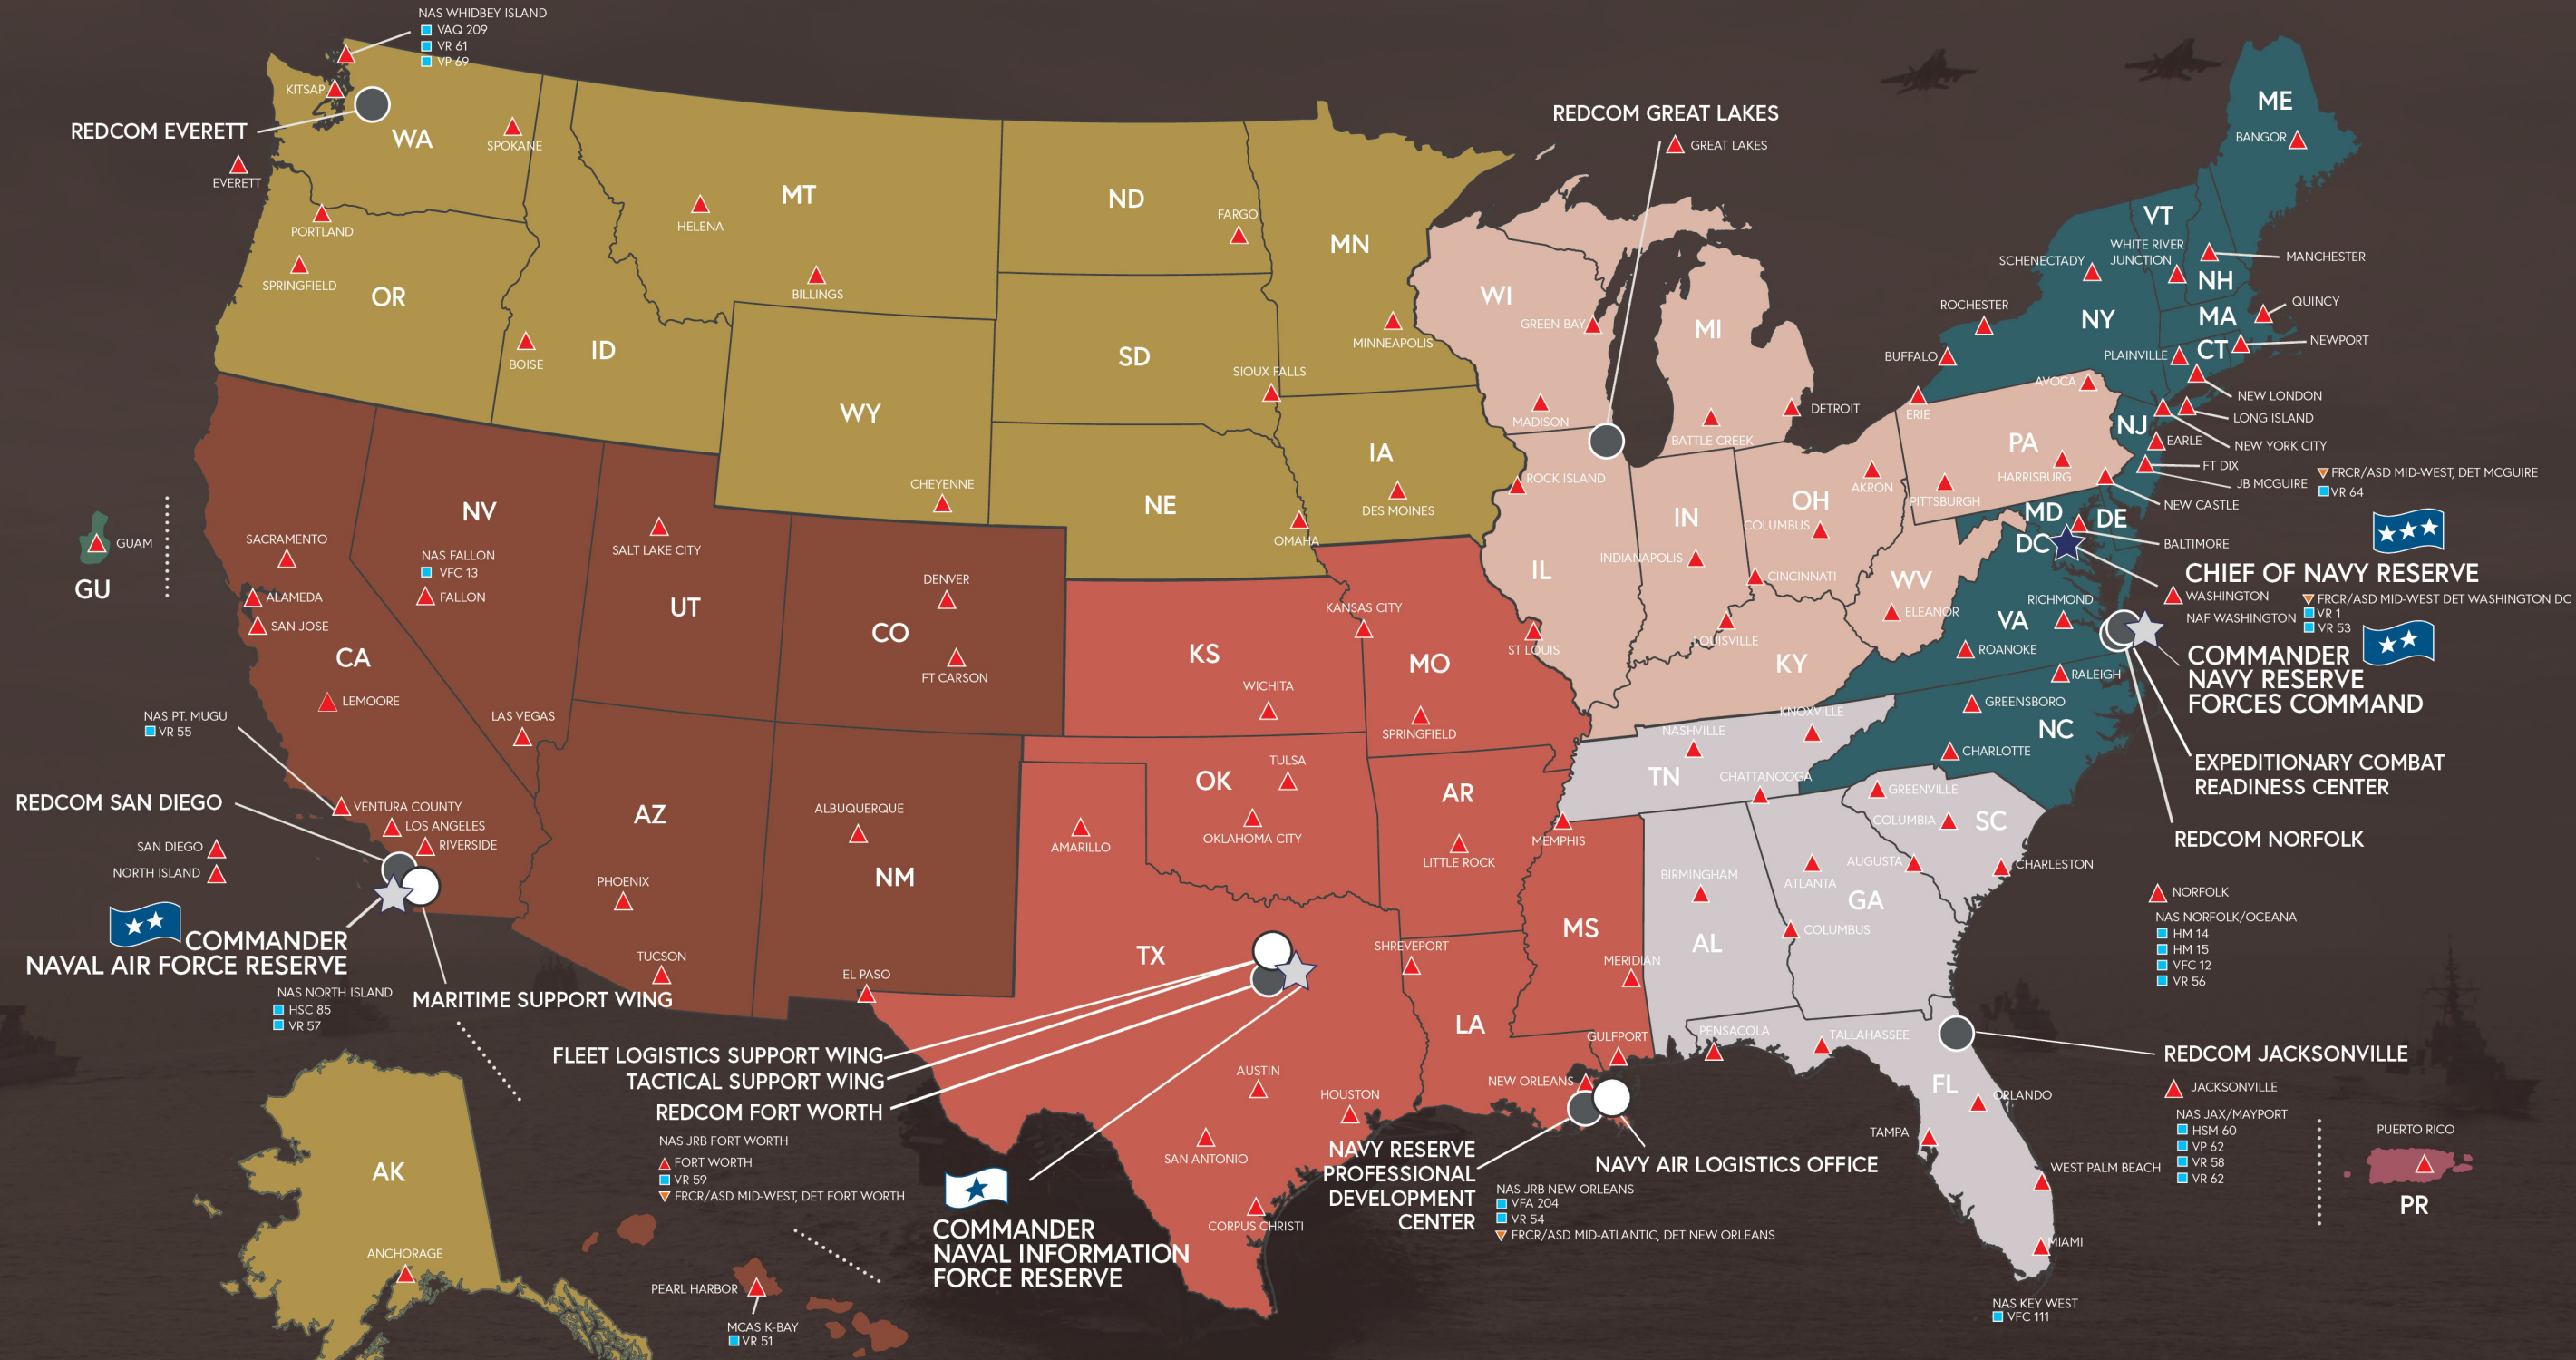 NAS WHIDBEY ISLAND
VAQ 209
VR 61
VP 69
KITSAP
REDCOM EVERETT
EVERETT
WA
SPOKANE
PORTLAND
SPRINGFIELD
OR
BOISE
ID
HELENA
MT
BILLINGS
ND
FARGO
MN
MINNEAPOLIS
SD
SIOUX FALLS
WY
CHEYENNE
NE
OMAHA
IA
DES MOINES
REDCOM GREAT LAKES
GREAT LAKES
WI
GREEN BAY
MADISON
MI
BATTLE CREEK
DETROIT
ROCK ISLAND
IL
IN
INDIANAPOLIS
OH
AKRON
COLUMBUS
CINCINNATI
LOUISVILLE
KY
WV
ELEANOR
PA
ERIE
AVOCA
PITTSBURGH
HARRISBURG
ME
BANGOR
VT
WHITE RIVER
JUNCTION
MANCHESTER
NH
SCHENECTADY
ROCHESTER
BUFFALO
NY
MA
QUINCY
CT
PLAINVILLE
NEWPORT
NEW LONDON
LONG ISLAND
NEW YORK CITY
NJ
EARLE
FT DIX
JB MCGUIRE
FRCR/ASD MID-WEST, DET MCGUIRE
VR 64
NEW CASTLE
MD
DE
DC
BALTIMORE
CHIEF OF NAVY RESERVE
WASHINGTON
NAF WASHINGTON
FRCR/ASD MID-WEST DET WASHINGTON DC
VR 1
VR 53
COMMANDER
NAVY RESERVE
FORCES COMMAND
VA
RICHMOND
ROANOKE
RALEIGH
GREENSBORO
NC
CHARLOTTE
EXPEDITIONARY COMBAT
READINESS CENTER
REDCOM NORFOLK
NORFOLK
NAS NORFOLK/OCEANA
HM 14
HM 15
VFC 12
VR 56
GUAM
GU
SACRAMENTO
ALAMEDA
SAN JOSE
CA
LEMOORE
NV
NAS FALLON
VFC 13
FALLON
LAS VEGAS
SALT LAKE CITY
UT
DENVER
CO
FT CARSON
NAS PT. MUGU
VR 55
VENTURA COUNTY
LOS ANGELES
RIVERSIDE
REDCOM SAN DIEGO
SAN DIEGO
NORTH ISLAND
COMMANDER
NAVAL AIR FORCE RESERVE
NAS NORTH ISLAND
HSC 85
VR 57
MARITIME SUPPORT WING
AZ
PHOENIX
TUCSON
ALBUQUERQUE
NM
EL PASO
KS
WICHITA
KANSAS CITY
MO
ST LOUIS
SPRINGFIELD
OK
TULSA
OKLAHOMA CITY
AMARILLO
AR
LITTLE ROCK
TX
SHREVEPORT
LA
MS
MERIDIAN
GULFPORT
NEW ORLEANS
AUSTIN
HOUSTON
SAN ANTONIO
CORPUS CHRISTI
FLEET LOGISTICS SUPPORT WING
TACTICAL SUPPORT WING
REDCOM FORT WORTH
NAS JRB FORT WORTH
FORT WORTH
VR 59
FRCR/ASD MID-WEST, DET FORT WORTH
COMMANDER
NAVAL INFORMATION
FORCE RESERVE
NAVY RESERVE
PROFESSIONAL
DEVELOPMENT
CENTER
NAVY AIR LOGISTICS OFFICE
NAS JRB NEW ORLEANS
VFA 204
VR 54
FRCR/ASD MID-ATLANTIC, DET NEW ORLEANS
TN
NASHVILLE
KNOXVILLE
CHATTANOOGA
MEMPHIS
AL
BIRMINGHAM
GA
ATLANTA
AUGUSTA
COLUMBUS
SC
GREENVILLE
COLUMBIA
CHARLESTON
PENSACOLA
TALLAHASSEE
FL
ORLANDO
TAMPA
WEST PALM BEACH
MIAMI
NAS KEY WEST
VFC 111
REDCOM JACKSONVILLE
JACKSONVILLE
NAS JAX/MAYPORT
HSM 60
VP 62
VR 58
VR 62
PUERTO RICO
PR
AK
ANCHORAGE
PEARL HARBOR
MCAS K-BAY
VR 51